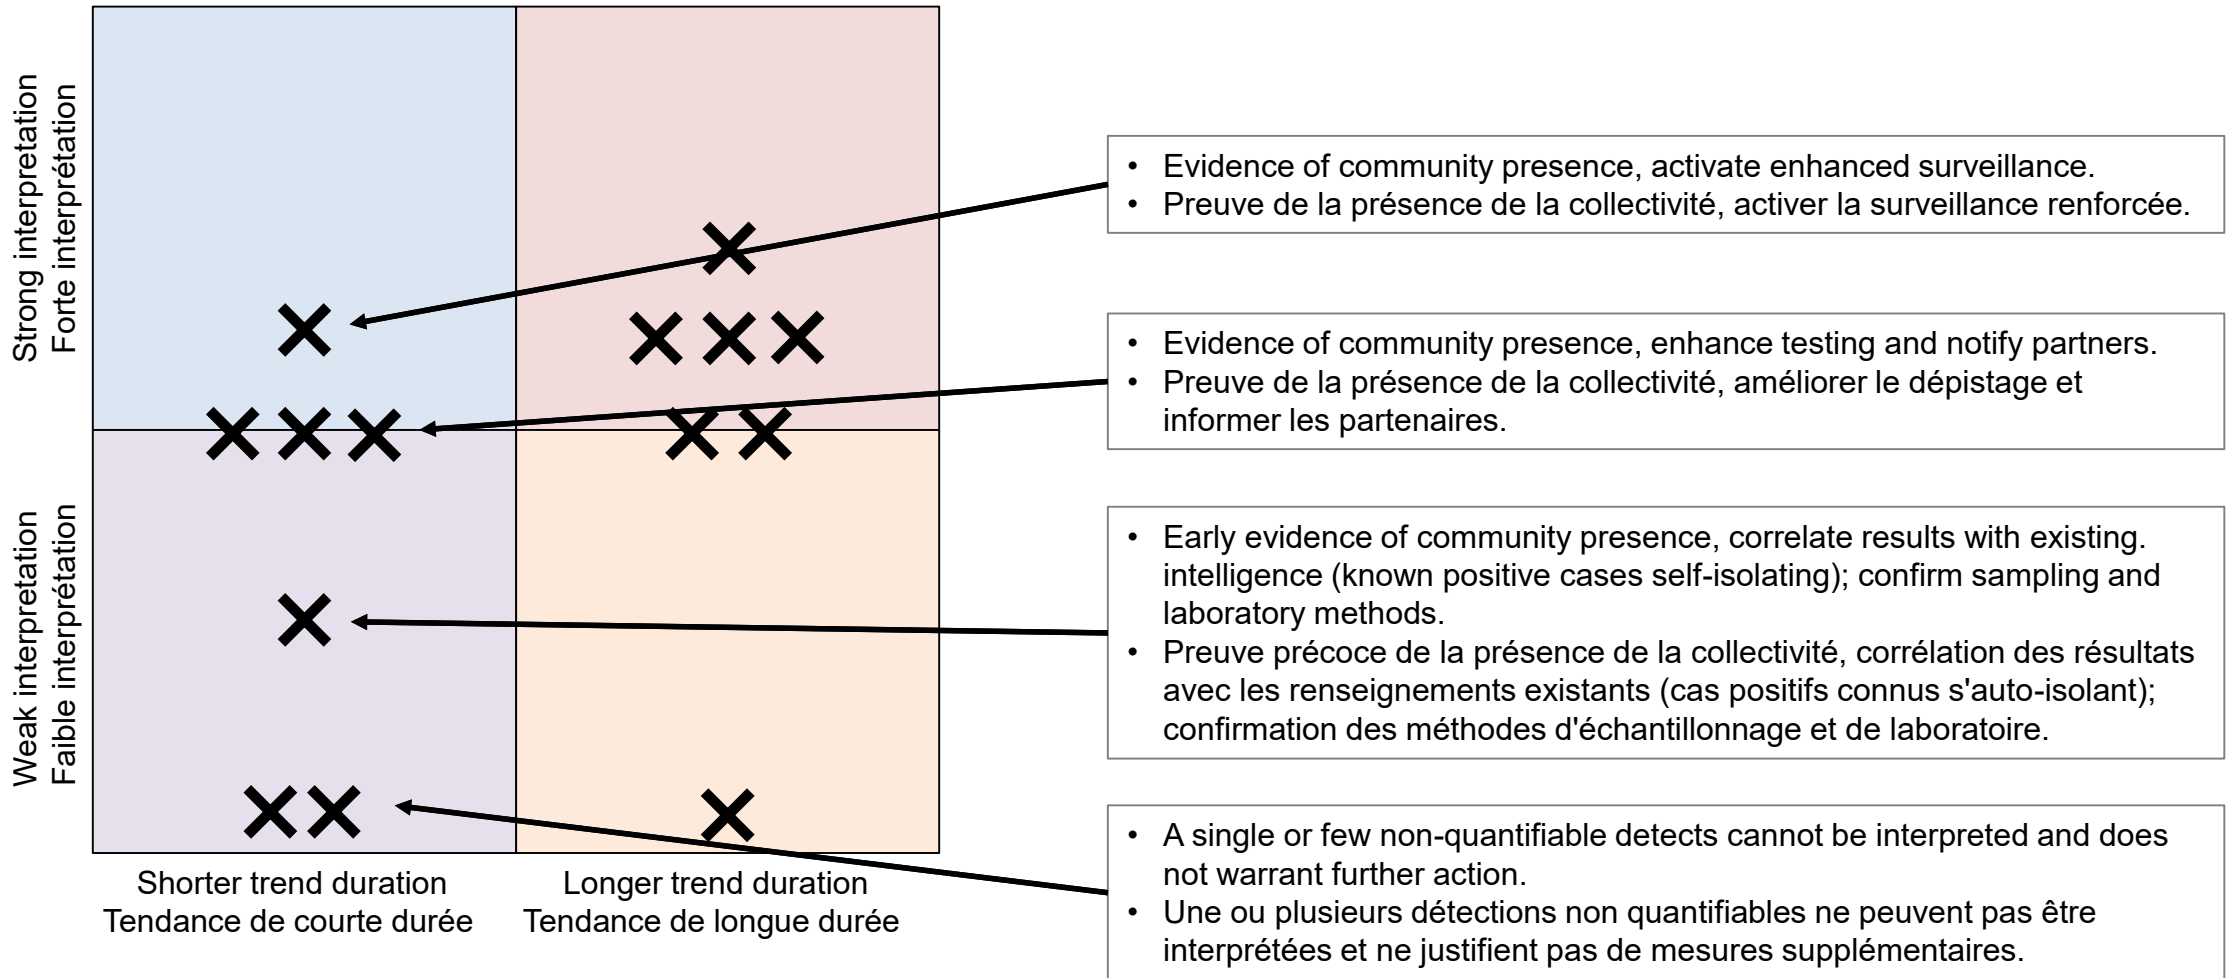 Strong interpretation
Forte interprétation
Weak interpretation
Faible interprétation
Shorter trend duration
Tendance de courte durée
Longer trend duration
Tendance de longue durée
• Evidence of community presence, activate enhanced surveillance.
• Preuve de la présence de la collectivité, activer la surveillance renforcée.
• Evidence of community presence, enhance testing and notify partners.
• Preuve de la présence de la collectivité, améliorer le dépistage et
informer les partenaires.
• Early evidence of community presence, correlate results with existing.
intelligence (known positive cases self-isolating); confirm sampling and
laboratory methods.
• Preuve précoce de la présence de la collectivité, corrélation des résultats
avec les renseignements existants (cas positifs connus s'auto-isolant);
confirmation des méthodes d'échantillonnage et de laboratoire.
• A single or few non-quantifiable detects cannot be interpreted and does
not warrant further action.
• Une ou plusieurs détections non quantifiables ne peuvent pas être
interprétées et ne justifient pas de mesures supplémentaires.